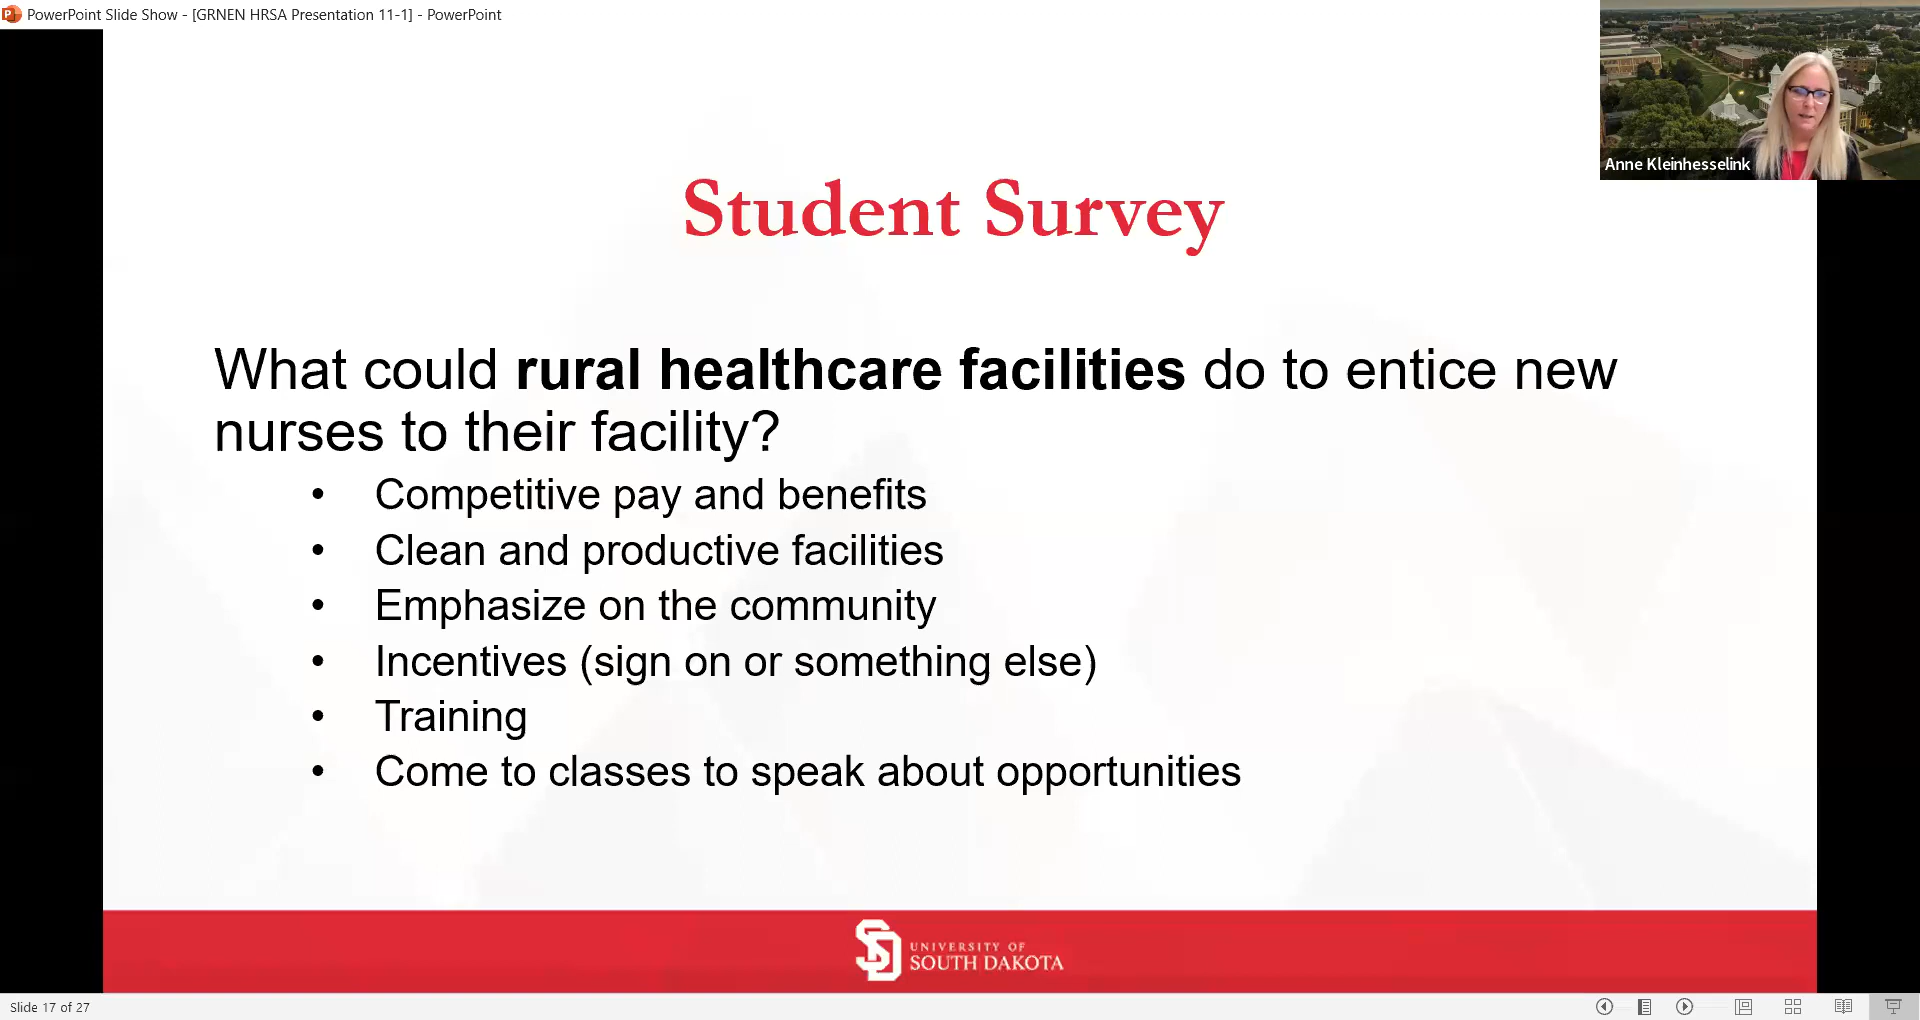 PowerPoint Slide Show - [GRNEN HRSA Presentation 11-1] - PowerPoint
Anne Kleinhesselink
Student Survey
What could rural healthcare facilities do to entice new
nurses to their facility?
• Competitive pay and benefits
• Clean and productive facilities
• Emphasize on the community
• Incentives (sign on or something else)
• Training
• Come to classes to speak about opportunities
UNIVERSITY OF
SOUTH DAKOTA
Slide 17 of 27